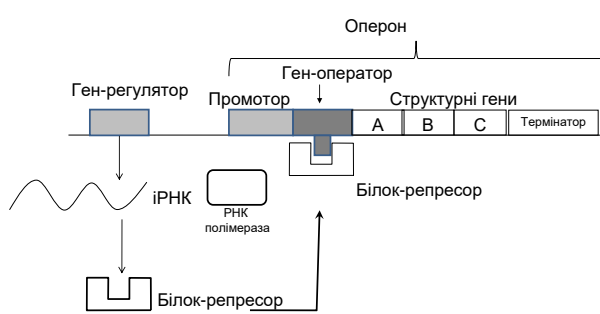 Оперон
Ген-оператор
Ген-регулятор
Промотор
Структурні гени
А
В
С
Термінатор
іРНК
РНК
полімераза
Білок-репресор
Білок-репресор